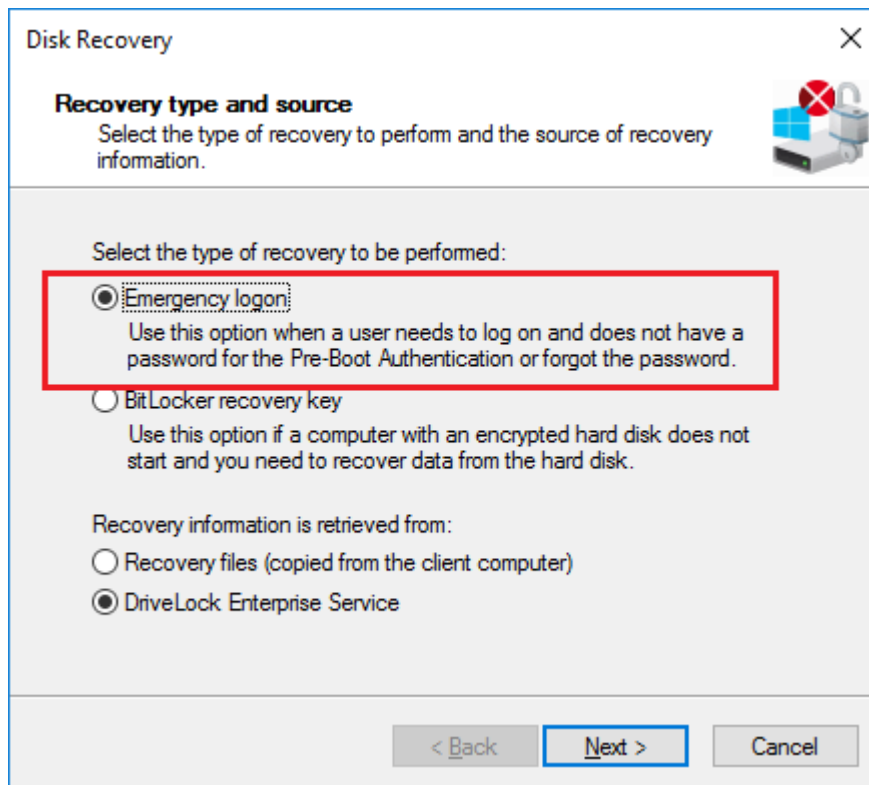 Disk Recovery
Recovery type and source
Select the type of recovery to perform and the source of recovery
information.
Select the type of recovery to be performed:
Emergency logon
Use this option when a user needs to log on and does not have a
password for the Pre-Boot Authentication or forgot the password.
BitLocker recovery key
Use this option if a computer with an encrypted hard disk does not
start and you need to recover data from the hard disk.
Recovery information is retrieved from:
Recovery files (copied from the client computer)
DriveLock Enterprise Service
< Back
Next >
Cancel